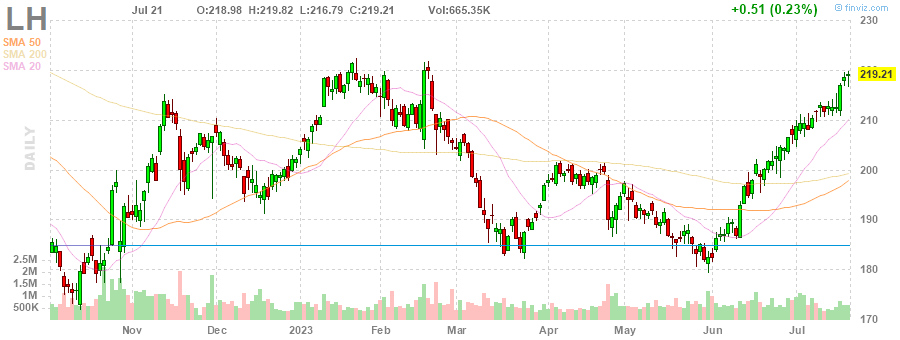 LH Jul 21 O:218.98 H:219.82 L:216.79 C:219.21 Vol:665.35K +0.51 (0.23%) @ finviz.com
SMA 50
SMA 200
SMA 20
DAILY
230
219.21
210
200
190
180
170
2.5M
2M
1.5M
1M
500K
Nov Dec 2023 Feb Mar Apr May Jun Jul